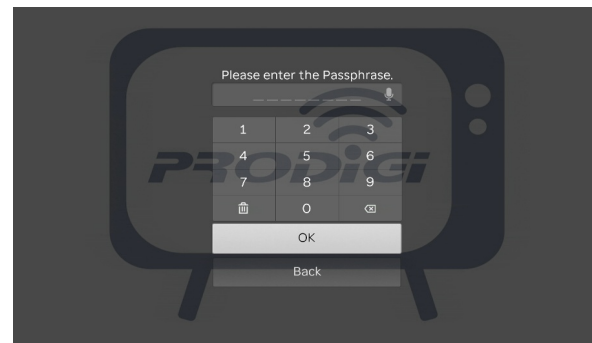 Please enter the Passphrase.
1 2 3
PRODiGi
4 5 6
7 8 9
0
OK
Back